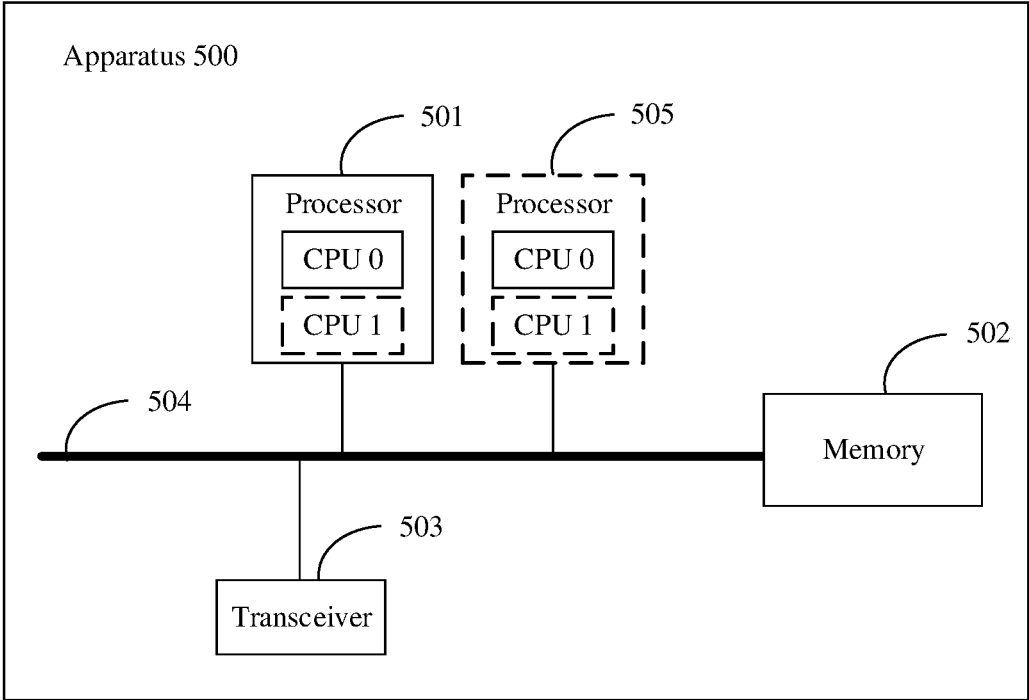 Apparatus 500
501
505
Processor
CPU 0
CPU 1
Processor
CPU 0
CPU 1
502
Memory
504
503
Transceiver